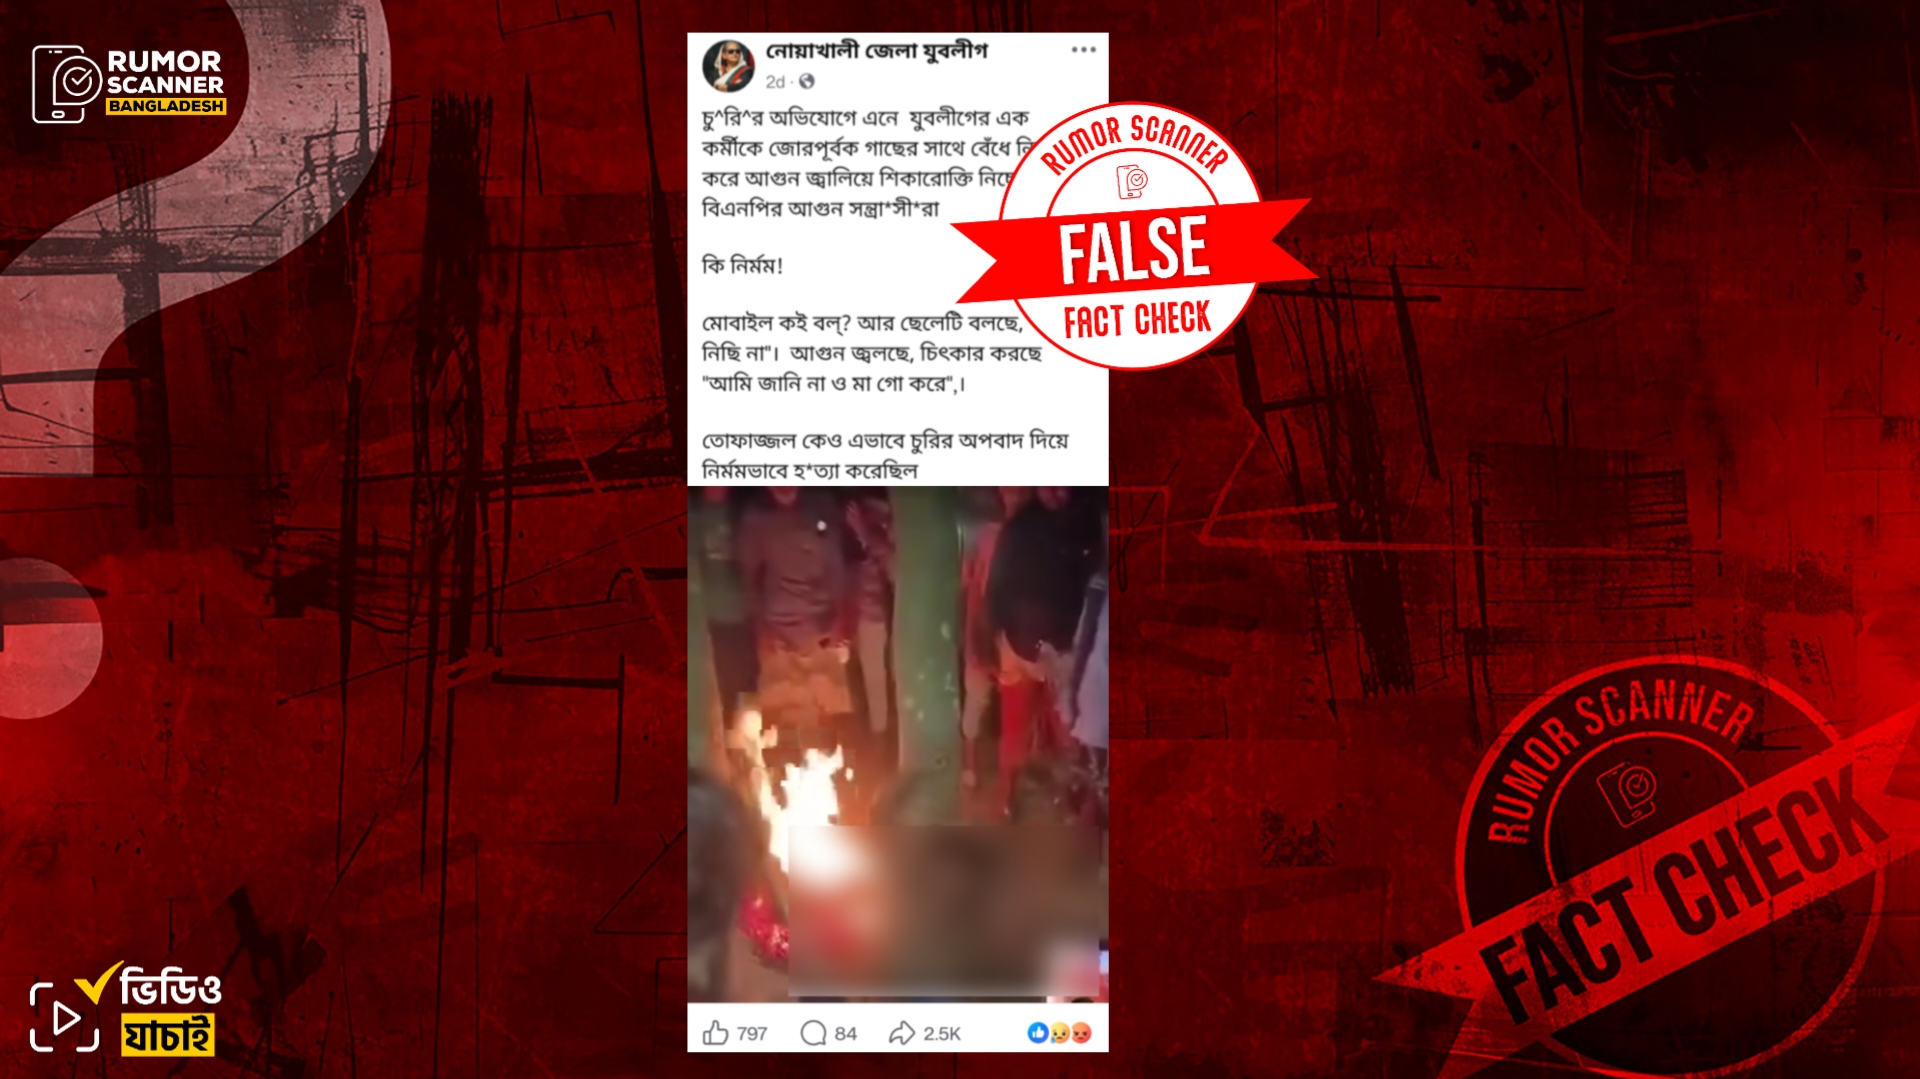 RUMOR
SCANNER
BANGLADESH
নোয়াখালী জেলা যুবলীগ
2d
চু^রি^র অভিযোগে এনে যুবলীগের এক
কর্মীকে জোরপূর্বক গাছের সাথে বেঁধে
করে আগুন জ্বালিয়ে শিকারোক্তি
বিএনপির আগুন সন্ত্রা*সী*রা
কি নির্মম!
মোবাইল কই বল্? আর ছেলেটি বলছে,
নিছি না"। আগুন জ্বলছে, চিৎকার করছে
"আমি জানি না ও মা গো করে",।
তোফাজ্জল কেও এভাবে চুরির অপবাদ দিয়ে
নির্মমভাবে হ*ত্যা করেছিল
797
84
2.5K
RUMOR SCANNER
FALSE
FACT CHECK
RUMOR SCANNER
FACT CHECK
ভিডিও
যাচাই